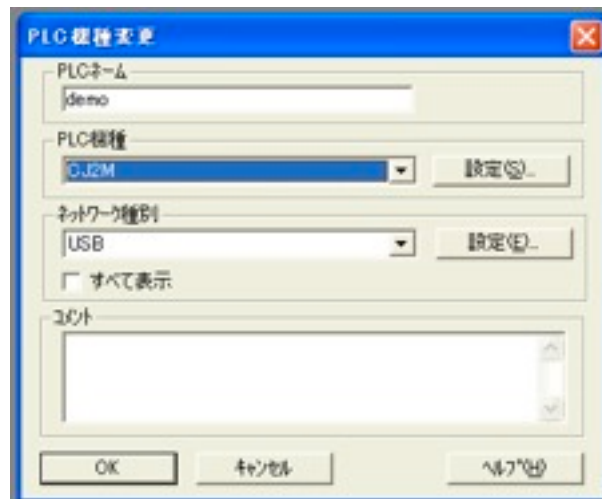 PLC機種変更
PLCネーム
demo
PLC機種
CJ2M
設定(S)...
ネットワーク種別
USB
設定(E)...
すべて表示
コメント
OK
キャンセル
ヘルプ(H)